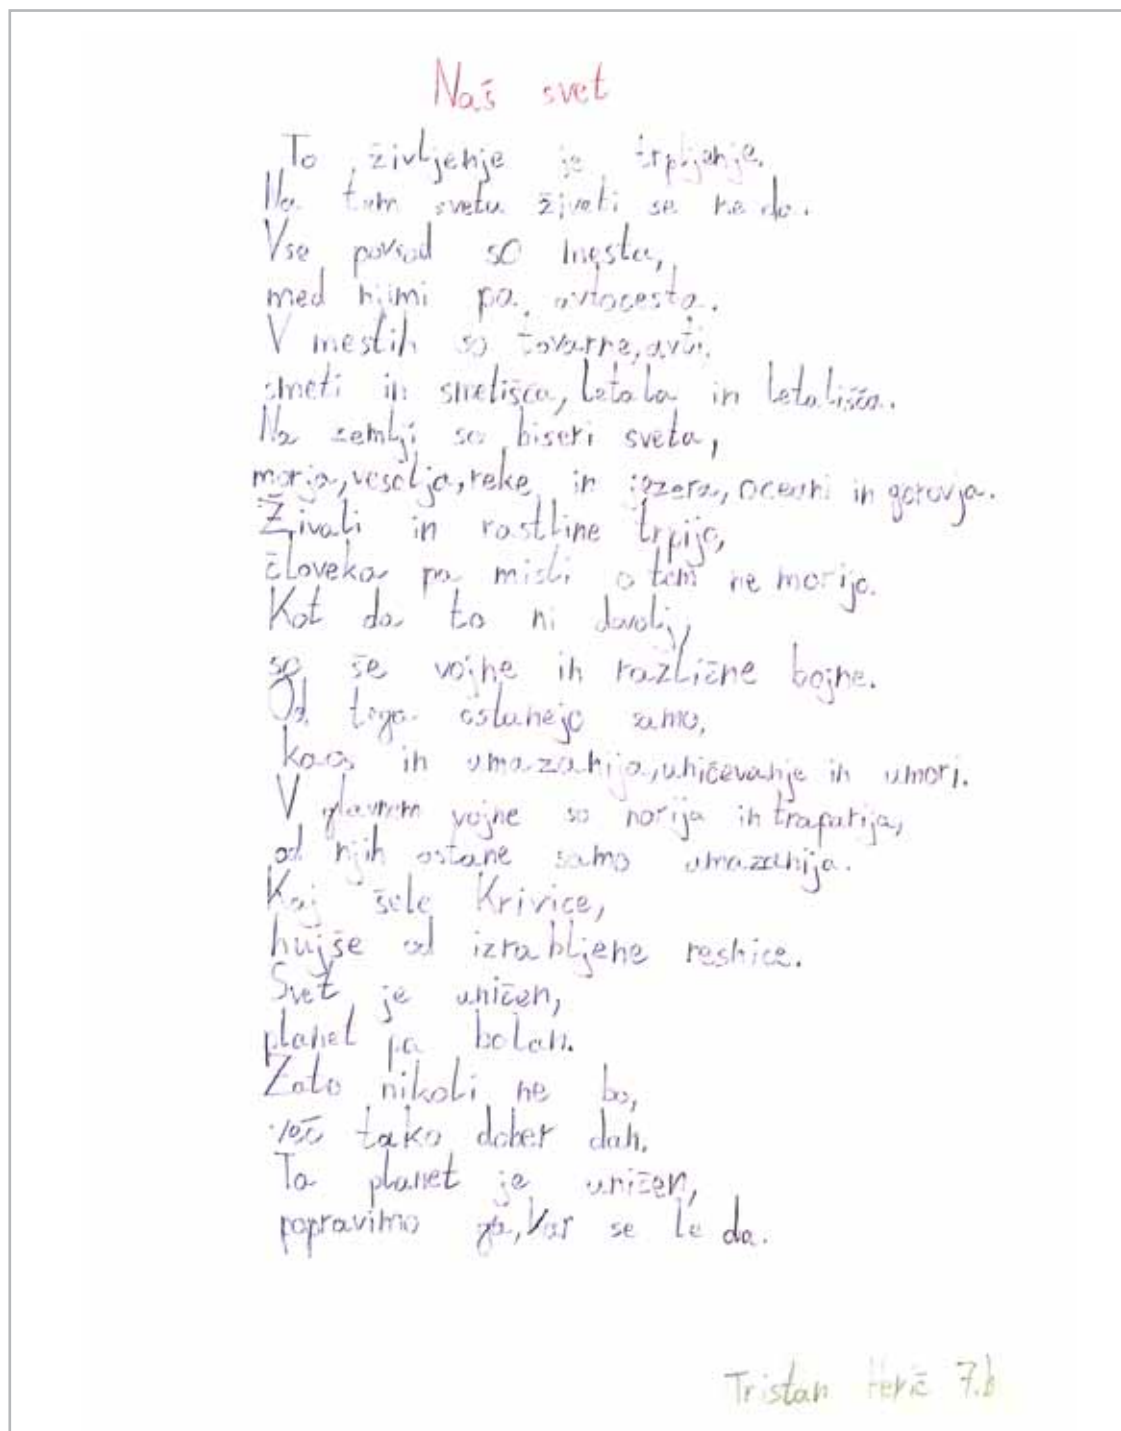 Naš svet
To življenje je trpljenje.
Na tem svetu živeti se ne da.
Vse povsod so mesta,
med njimi pa avtocesta.
V mestih so tovarne, avti,
smeti in smetišča, letala in letališča.
Na zemlji so biseri sveta,
morja, vesolja, reke in jezera, oceani in gorovja.
Živali in rastline trpijo,
človeka pa misli o tem ne morijo.
Kot da to ni dovolj,
so še vojne in različne bojne.
Od tega ostanejo samo,
kaos in umazanija, uničevanje in umori.
V glavnem vojne so norija in traparija,
od njih ostane samo umazanija.
Kaj šele krivice,
hujše od izrabljene resnice.
Svet je uničen,
planet pa bolan.
Zato nikoli ne bo,
več tako dober dan.
Ta planet je uničen,
popravimo ga, kar se le da.
Tristan Herič 7.b